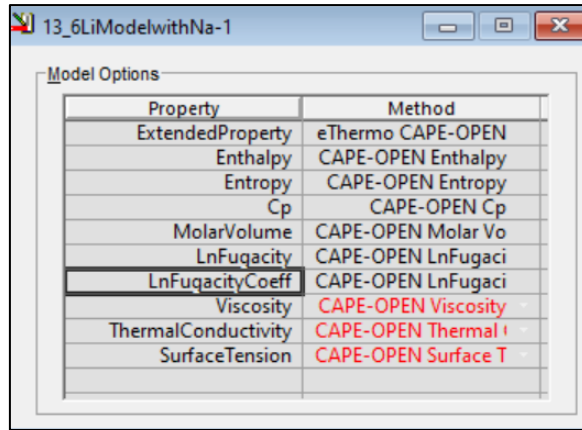 13_6LiModelwithNa-1
Model Options
Property Method
ExtendedProperty eThermo CAPE-OPEN
Enthalpy CAPE-OPEN Enthalpy
Entropy CAPE-OPEN Entropy
Cp CAPE-OPEN Cp
MolarVolume CAPE-OPEN Molar Vo
LnFugacity CAPE-OPEN LnFugaci
LnFugacityCoeff CAPE-OPEN LnFugaci
Viscosity CAPE-OPEN Viscosity
ThermalConductivity CAPE-OPEN Thermal
SurfaceTension CAPE-OPEN Surface T